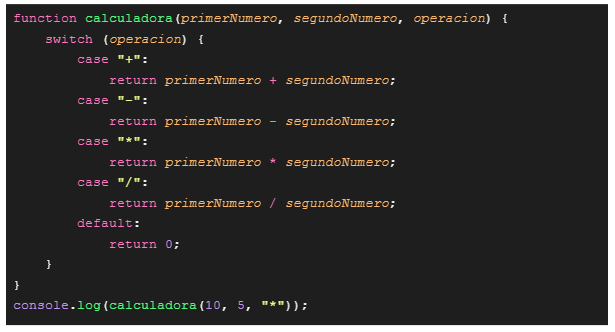 function calculadora(primerNumero, segundoNumero, operacion) {
    switch (operacion) {
        case "+":
            return primerNumero + segundoNumero;
        case "-":
            return primerNumero - segundoNumero;
        case "*":
            return primerNumero * segundoNumero;
        case "/":
            return primerNumero / segundoNumero;
        default:
            return 0;
    }
}
console.log(calculadora(10, 5, "*"));